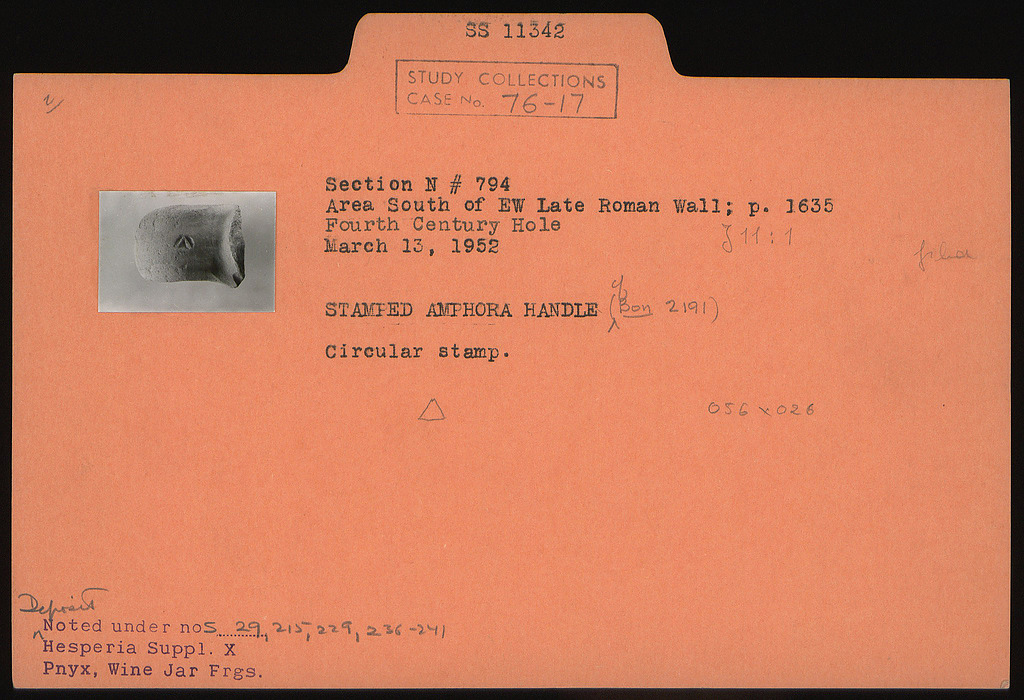 SS 11342
STUDY COLLECTIONS
CASE No. 76-17
Section N # 794
Area South of EW Late Roman Wall; p. 1635
Fourth Century Hole
J 11:1
March 13, 1952
STAMPED AMPHORA HANDLE (cf Bon 2191)
Circular stamp.
056 x 026
Deposit
Noted under nos 29, 215, 229, 236-241
Hesperia Suppl. X
Pnyx, Wine Jar Frgs.